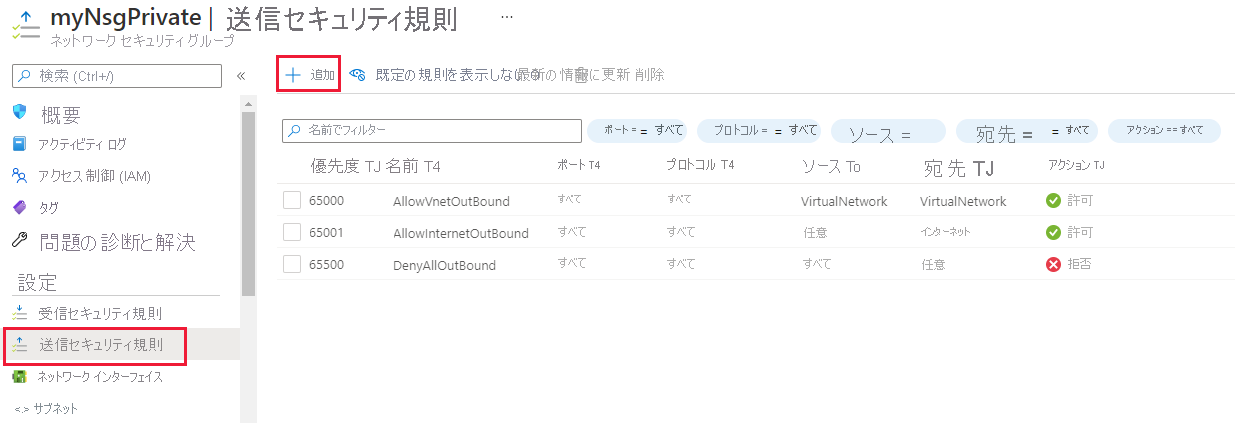 myNsgPrivate | 送信セキュリティ規則 ...
ネットワーク セキュリティ グループ
検索 (Ctrl+/) «
概要
アクティビティ ログ
アクセス制御 (IAM)
タグ
問題の診断と解決
設定
受信セキュリティ規則
送信セキュリティ規則
ネットワーク インターフェイス
<.> サブネット
追加 既定の規則を表示しない 最新の情報に更新 削除
名前でフィルター ポート = = すべて プロトコル = = すべて ソース = 宛先 = = すべて アクション == すべて
優先度 TJ 名前 T4 ポート T4 プロトコル T4 ソース To 宛先 TJ アクション TJ
65000 AllowVnetOutBound すべて すべて VirtualNetwork VirtualNetwork 許可
65001 AllowInternetOutBound すべて すべて 任意 インターネット 許可
65500 DenyAllOutBound すべて すべて すべて 任意 拒否